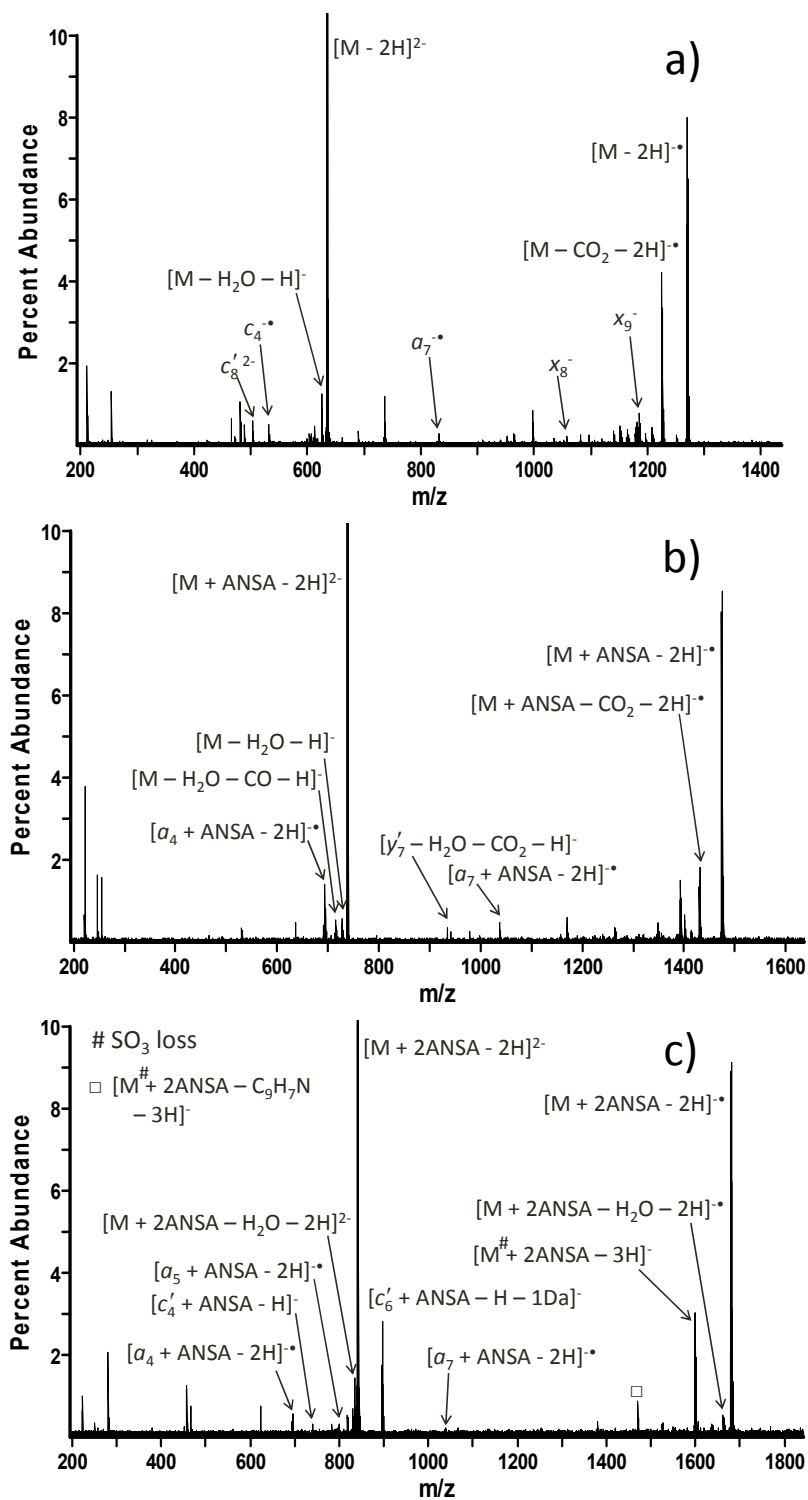 a)
Percent Abundance
10
8
6
4
2
[M - 2H]²⁻
[M - 2H]⁻•
[M – CO₂ – 2H]⁻•
[M – H₂O – H]⁻
c₄⁻•
c₈′ ²⁻
a₇⁻•
x₈⁻
x₉⁻
200 400 600 800 1000 1200 1400
m/z
b)
Percent Abundance
10
8
6
4
2
[M + ANSA - 2H]²⁻
[M + ANSA - 2H]⁻•
[M + ANSA – CO₂ – 2H]⁻•
[M – H₂O – H]⁻
[M – H₂O – CO – H]⁻
[a₄ + ANSA - 2H]⁻•
[y₇′ – H₂O – CO₂ – H]⁻
[a₇ + ANSA - 2H]⁻•
200 400 600 800 1000 1200 1400 1600
m/z
c)
Percent Abundance
10
8
6
4
2
# SO₃ loss
□ [M# + 2ANSA – C₉H₇N
– 3H]⁻
[M + 2ANSA - 2H]²⁻
[M + 2ANSA - 2H]⁻•
[M + 2ANSA – H₂O – 2H]²⁻
[M + 2ANSA – H₂O - 2H]⁻•
[M# + 2ANSA – 3H]⁻
[a₅ + ANSA - 2H]⁻•
[c₄′ + ANSA - H]⁻
[c₆′ + ANSA – H – 1Da]⁻
[a₄ + ANSA - 2H]⁻•
[a₇ + ANSA - 2H]⁻•
□
200 400 600 800 1000 1200 1400 1600 1800
m/z